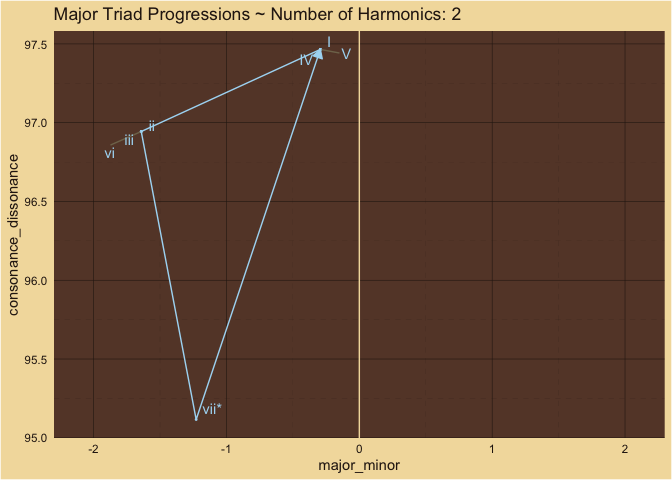 Major Triad Progressions ~ Number of Harmonics: 2
97.5
97.0
96.5
96.0
95.5
95.0
consonance_dissonance
I
IV
V
ii
iii
vi
vii*
-2
-1
0
1
2
major_minor